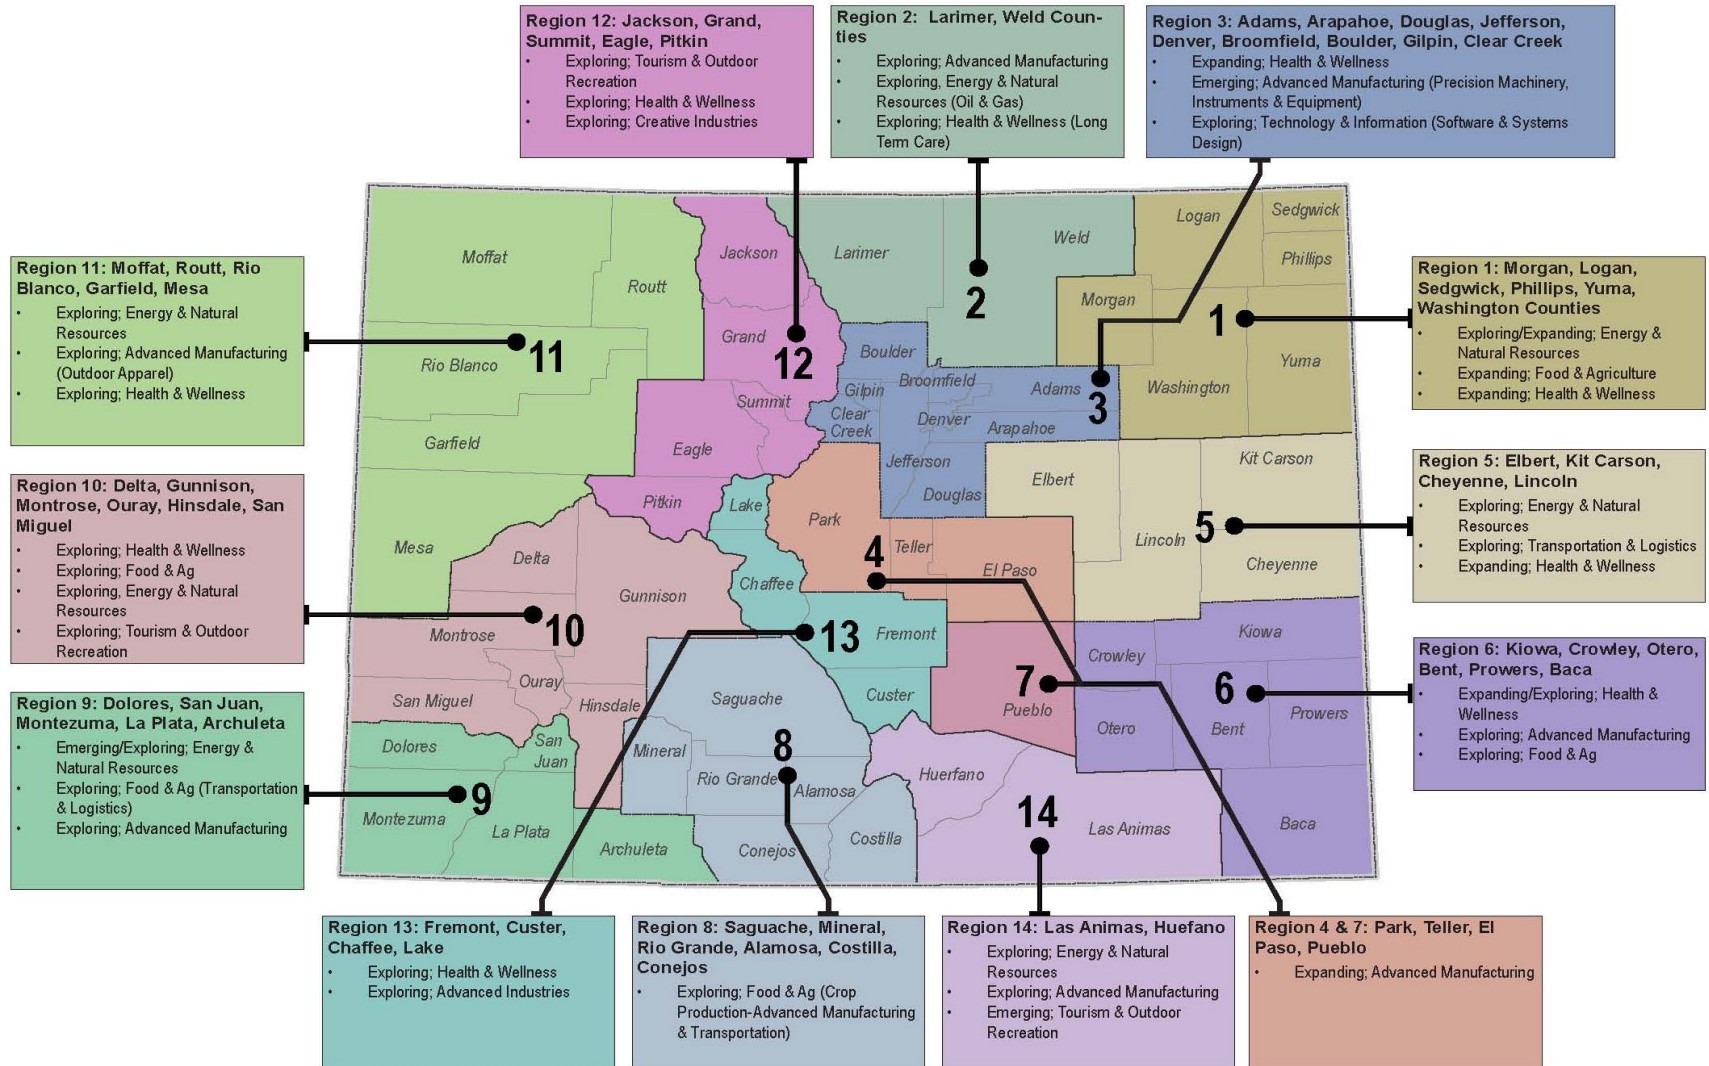 Region 12: Jackson, Grand,
Summit, Eagle, Pitkin
• Exploring; Tourism & Outdoor
Recreation
• Exploring; Health & Wellness
• Exploring; Creative Industries
Region 2: Larimer, Weld Coun-
ties
• Exploring; Advanced Manufacturing
• Exploring, Energy & Natural
Resources (Oil & Gas)
• Exploring; Health & Wellness (Long
Term Care)
Region 3: Adams, Arapahoe, Douglas, Jefferson,
Denver, Broomfield, Boulder, Gilpin, Clear Creek
• Expanding; Health & Wellness
• Emerging; Advanced Manufacturing (Precision Machinery,
Instruments & Equipment)
• Exploring; Technology & Information (Software & Systems
Design)
Region 11: Moffat, Routt, Rio
Blanco, Garfield, Mesa
• Exploring; Energy & Natural
Resources
• Exploring; Advanced Manufacturing
(Outdoor Apparel)
• Exploring; Health & Wellness
Region 10: Delta, Gunnison,
Montrose, Ouray, Hinsdale, San
Miguel
• Exploring; Health & Wellness
• Exploring; Food & Ag
• Exploring, Energy & Natural
Resources
• Exploring; Tourism & Outdoor
Recreation
Region 9: Dolores, San Juan,
Montezuma, La Plata, Archuleta
• Emerging/Exploring; Energy &
Natural Resources
• Exploring; Food & Ag (Transportation
& Logistics)
• Exploring; Advanced Manufacturing
Moffat
Routt
Jackson
Larimer
Weld
Logan
Sedgwick
Phillips
Morgan
2
1
Rio Blanco
11
Grand
12
Boulder
Yuma
Gilpin
Broomfield
Adams
Washington
3
Summit
Clear
Creek
Denver
Arapahoe
Garfield
Eagle
Jefferson
Elbert
Kit Carson
Pitkin
Lake
Douglas
Park
5
Mesa
Delta
4
Teller
Lincoln
El Paso
Cheyenne
Chaffee
Gunnison
10
Montrose
13
Fremont
Kiowa
Crowley
Ouray
7
6
San Miguel
Hinsdale
Saguache
Custer
Pueblo
Prowers
Otero
Bent
Dolores
San
Juan
Mineral
8
Rio Grande
Alamosa
Huerfano
9
Montezuma
La Plata
14
Archuleta
Conejos
Costilla
Las Animas
Baca
Region 1: Morgan, Logan,
Sedgwick, Phillips, Yuma,
Washington Counties
• Exploring/Expanding; Energy &
Natural Resources
• Expanding; Food & Agriculture
• Expanding; Health & Wellness
Region 5: Elbert, Kit Carson,
Cheyenne, Lincoln
• Exploring; Energy & Natural
Resources
• Exploring; Transportation & Logistics
• Expanding; Health & Wellness
Region 6: Kiowa, Crowley, Otero,
Bent, Prowers, Baca
• Expanding/Exploring; Health &
Wellness
• Exploring; Advanced Manufacturing
• Exploring; Food & Ag
Region 13: Fremont, Custer,
Chaffee, Lake
• Exploring; Health & Wellness
• Exploring; Advanced Industries
Region 8: Saguache, Mineral,
Rio Grande, Alamosa, Costilla,
Conejos
• Exploring; Food & Ag (Crop
Production-Advanced Manufacturing
& Transportation)
Region 14: Las Animas, Huefano
• Exploring; Energy & Natural
Resources
• Exploring; Advanced Manufacturing
• Emerging; Tourism & Outdoor
Recreation
Region 4 & 7: Park, Teller, El
Paso, Pueblo
• Expanding; Advanced Manufacturing